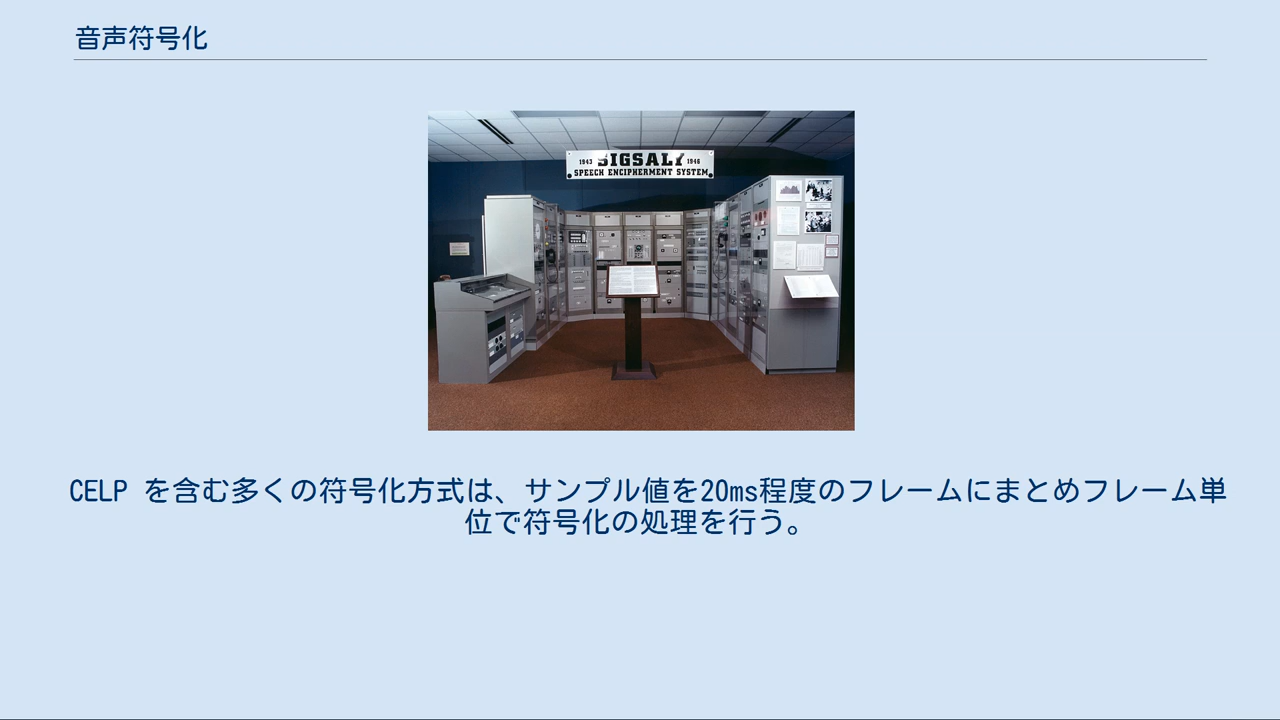 音声符号化
1943 SIGSALY 1946
SPEECH ENCIPHERMENT SYSTEM
CELP を含む多くの符号化方式は、サンプル値を20ms程度のフレームにまとめフレーム単
位で符号化の処理を行う。